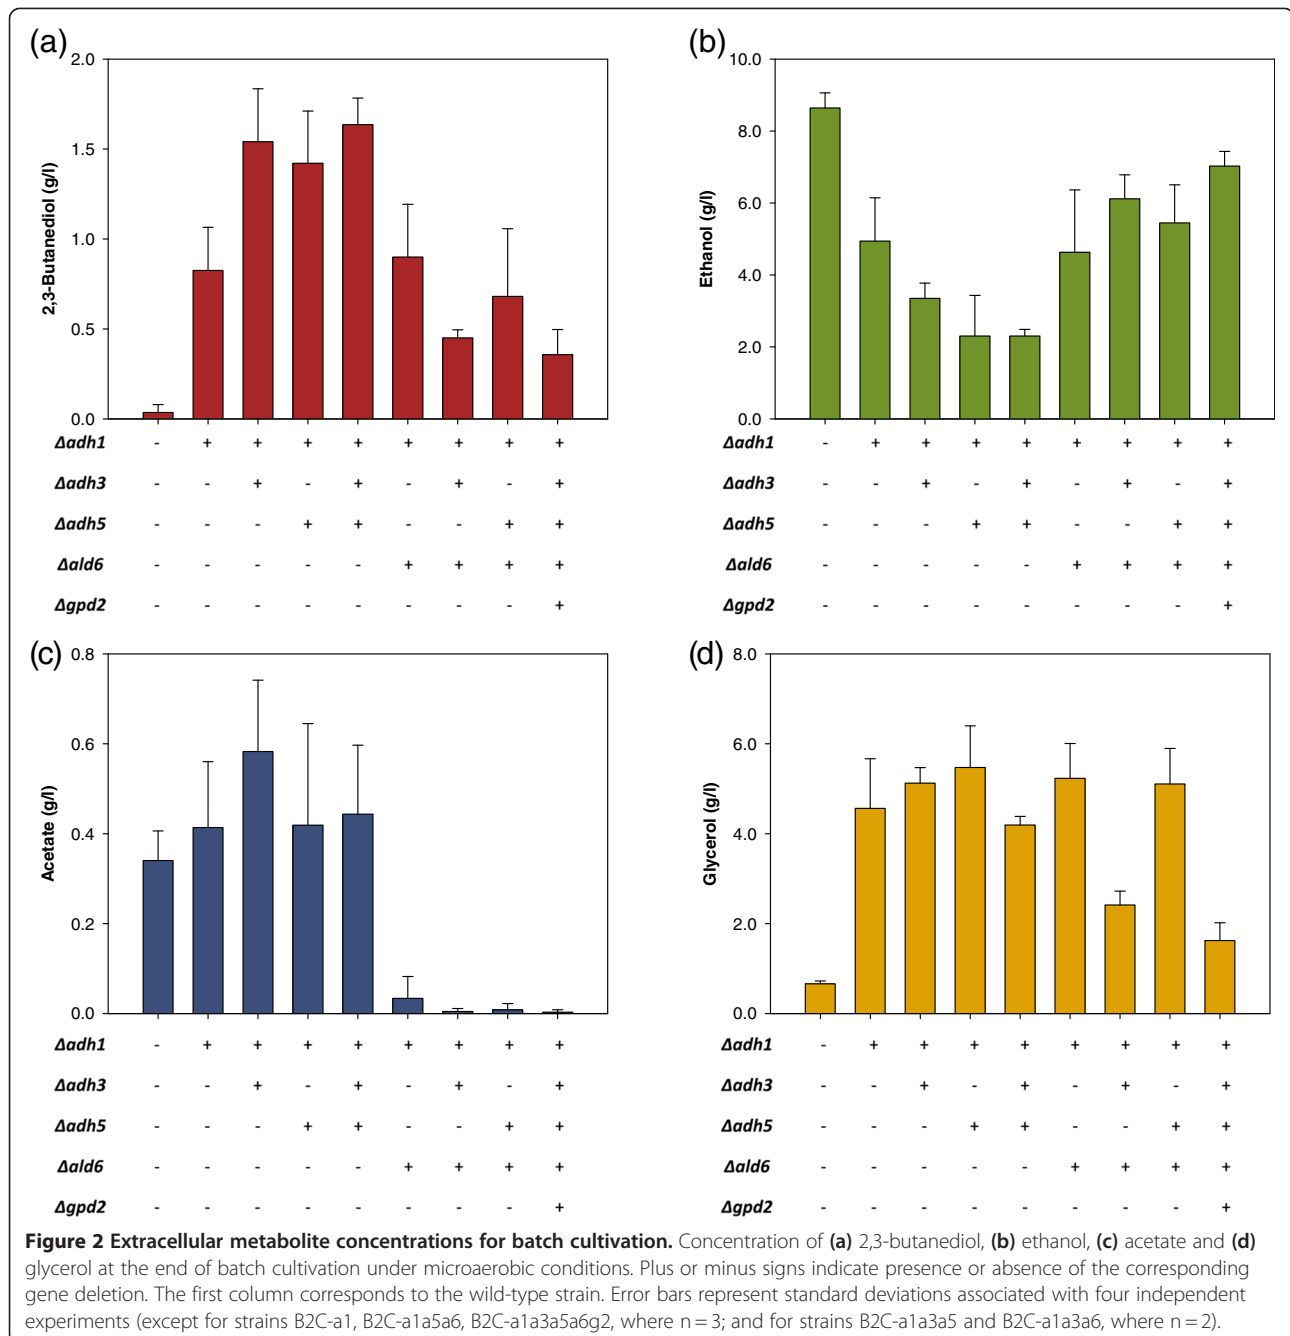 (a)
2.0
1.5
1.0
0.5
0.0
2,3-Butanediol (g/l)
Δadh1 - + + + + + + + +
Δadh3 - - + - + - + - +
Δadh5 - - - + + - - + +
Δald6 - - - - - + + + +
Δgpd2 - - - - - - - - +
(b)
10.0
8.0
6.0
4.0
2.0
0.0
Ethanol (g/l)
Δadh1 - + + + + + + + +
Δadh3 - - + - + - + - +
Δadh5 - - - + + - - + +
Δald6 - - - - - + + + +
Δgpd2 - - - - - - - - +
(c)
0.8
0.6
0.4
0.2
0.0
Acetate (g/l)
Δadh1 - + + + + + + + +
Δadh3 - - + - + - + - +
Δadh5 - - - + + - - + +
Δald6 - - - - - + + + +
Δgpd2 - - - - - - - - +
(d)
8.0
6.0
4.0
2.0
0.0
Glycerol (g/l)
Δadh1 - + + + + + + + +
Δadh3 - - + - + - + - +
Δadh5 - - - + + - - + +
Δald6 - - - - - + + + +
Δgpd2 - - - - - - - - +
Figure 2 Extracellular metabolite concentrations for batch cultivation. Concentration of (a) 2,3-butanediol, (b) ethanol, (c) acetate and (d)
glycerol at the end of batch cultivation under microaerobic conditions. Plus or minus signs indicate presence or absence of the corresponding
gene deletion. The first column corresponds to the wild-type strain. Error bars represent standard deviations associated with four independent
experiments (except for strains B2C-a1, B2C-a1a5a6, B2C-a1a3a5a6g2, where n = 3; and for strains B2C-a1a3a5 and B2C-a1a3a6, where n = 2).